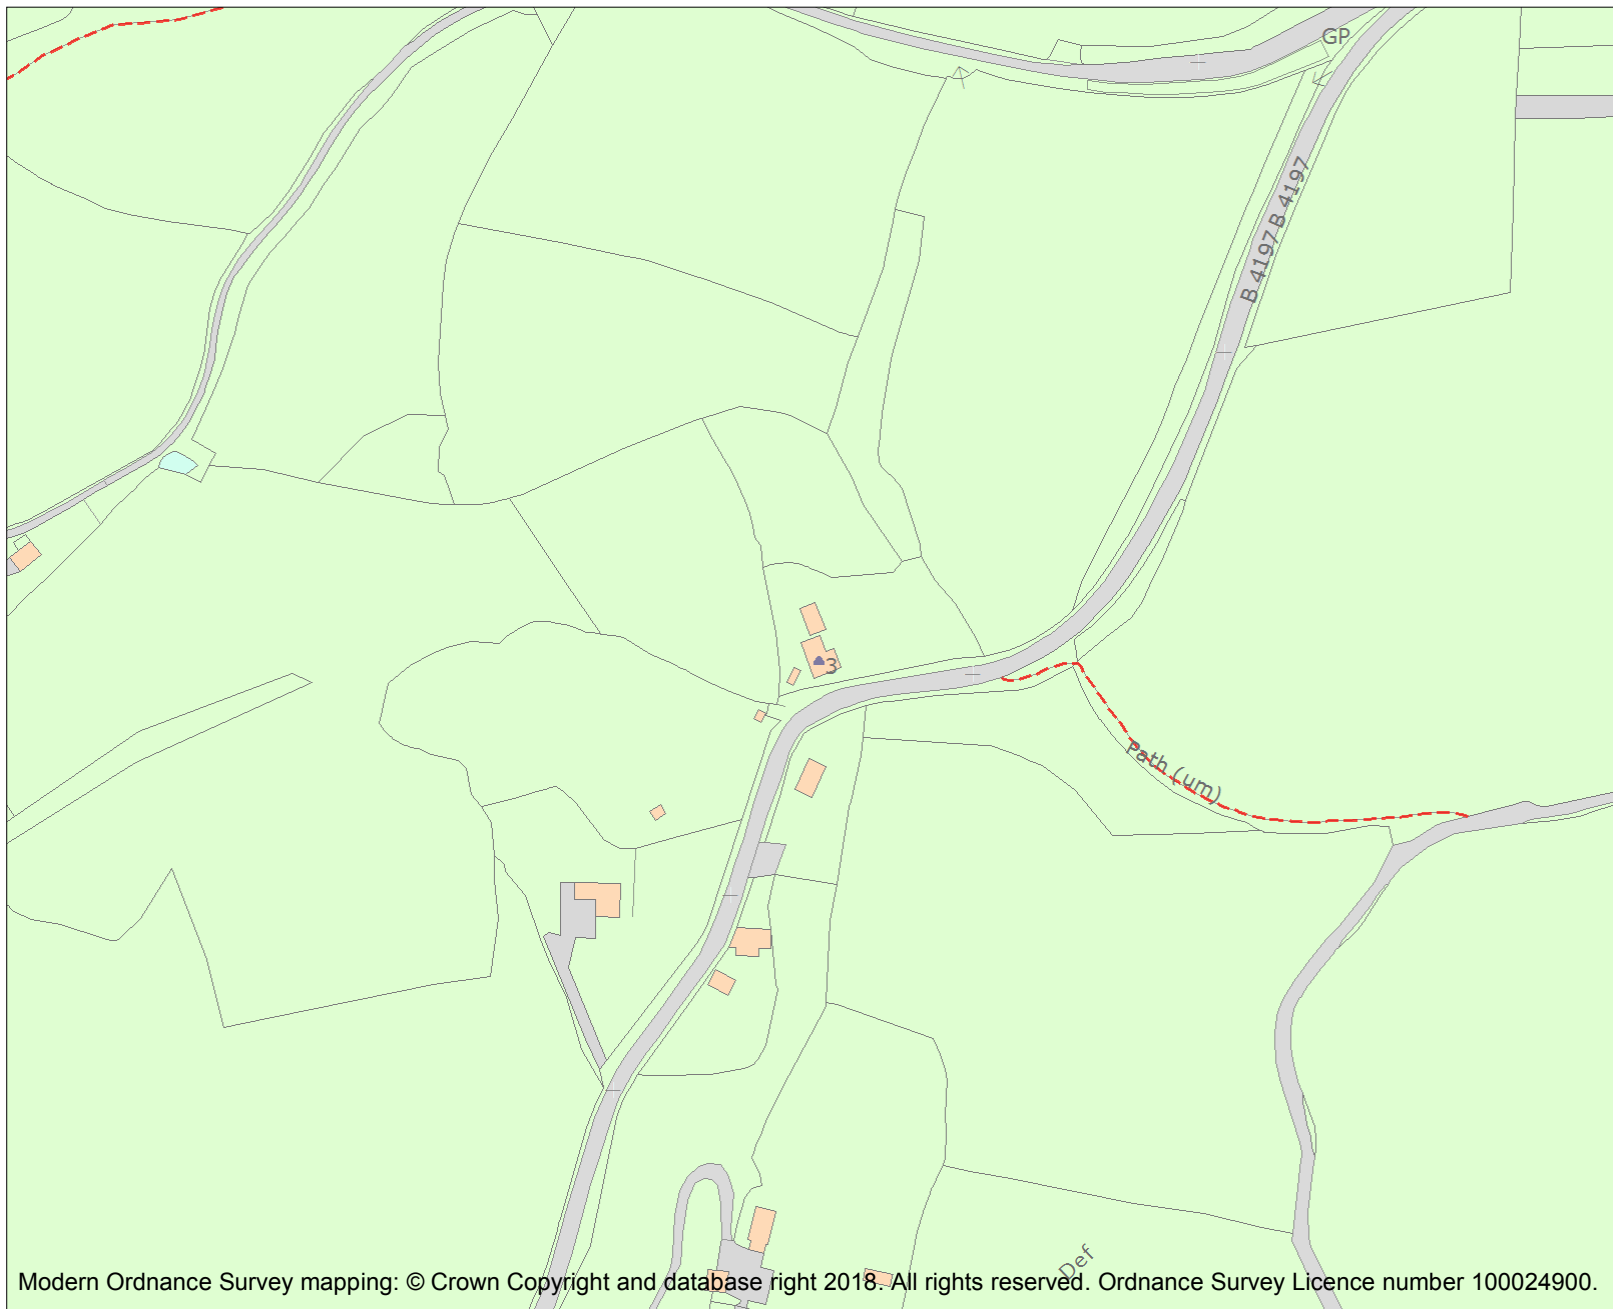 GP
B 4197
B 4197
3
Path (um)
Def
Modern Ordnance Survey mapping: © Crown Copyright and database right 2018. All rights reserved. Ordnance Survey Licence number 100024900.